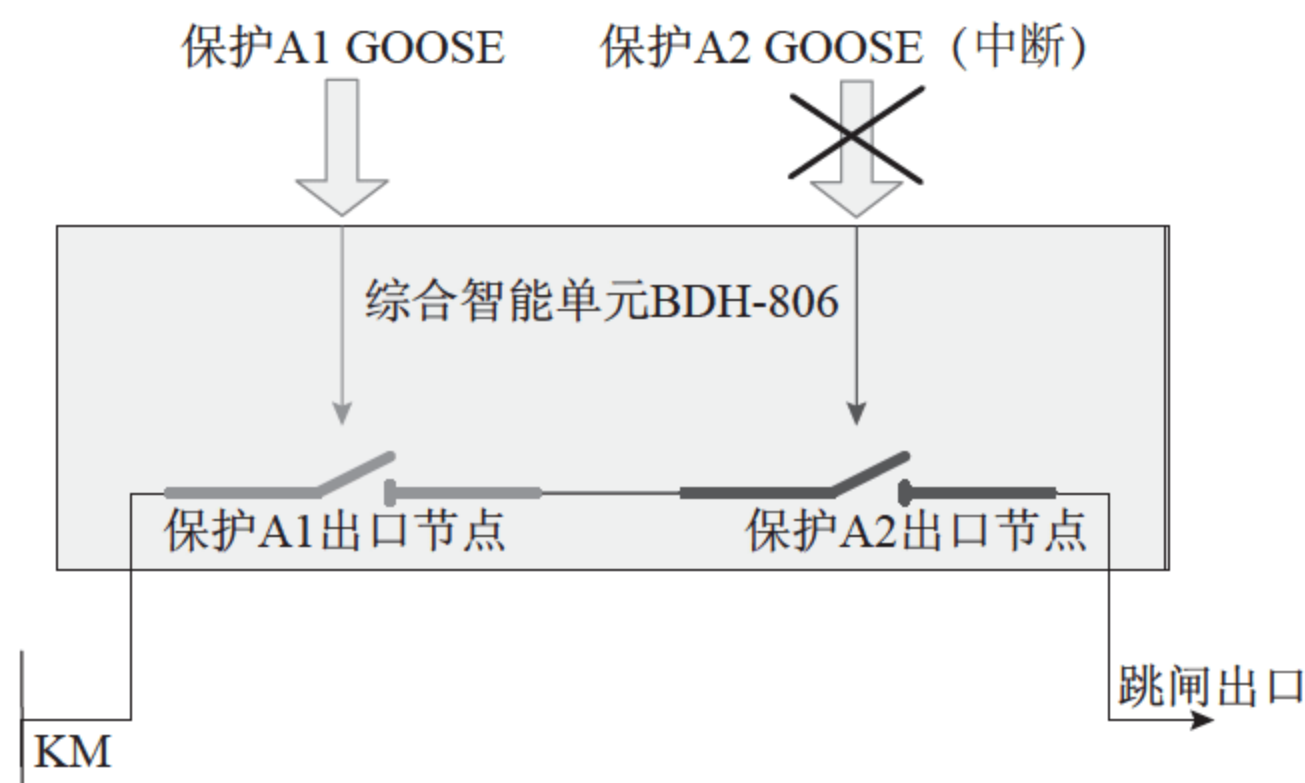 保护A1 GOOSE
保护A2 GOOSE（中断）
综合智能单元BDH-806
保护A1出口节点
保护A2出口节点
跳闸出口
KM